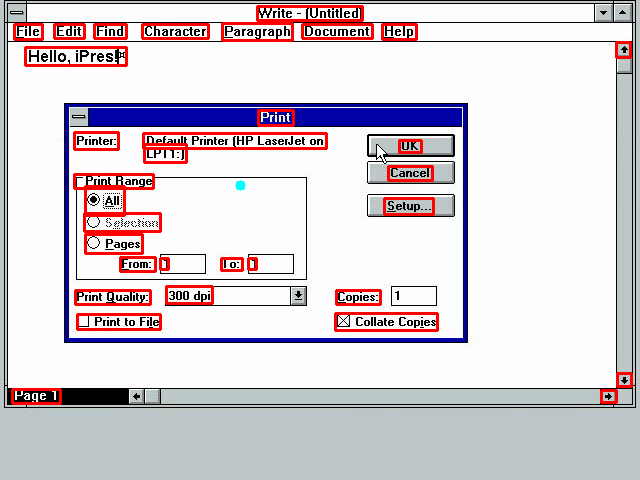 Write - (Untitled)
File Edit Find Character Paragraph Document Help
Hello, iPres!
Print
Printer: Default Printer (HP LaserJet on LPT1:)
OK
Cancel
Setup...
Print Range
All
Selection
Pages
From: 1 To: 1
Print Quality: 300 dpi
Copies: 1
Print to File
Collate Copies
Page 1